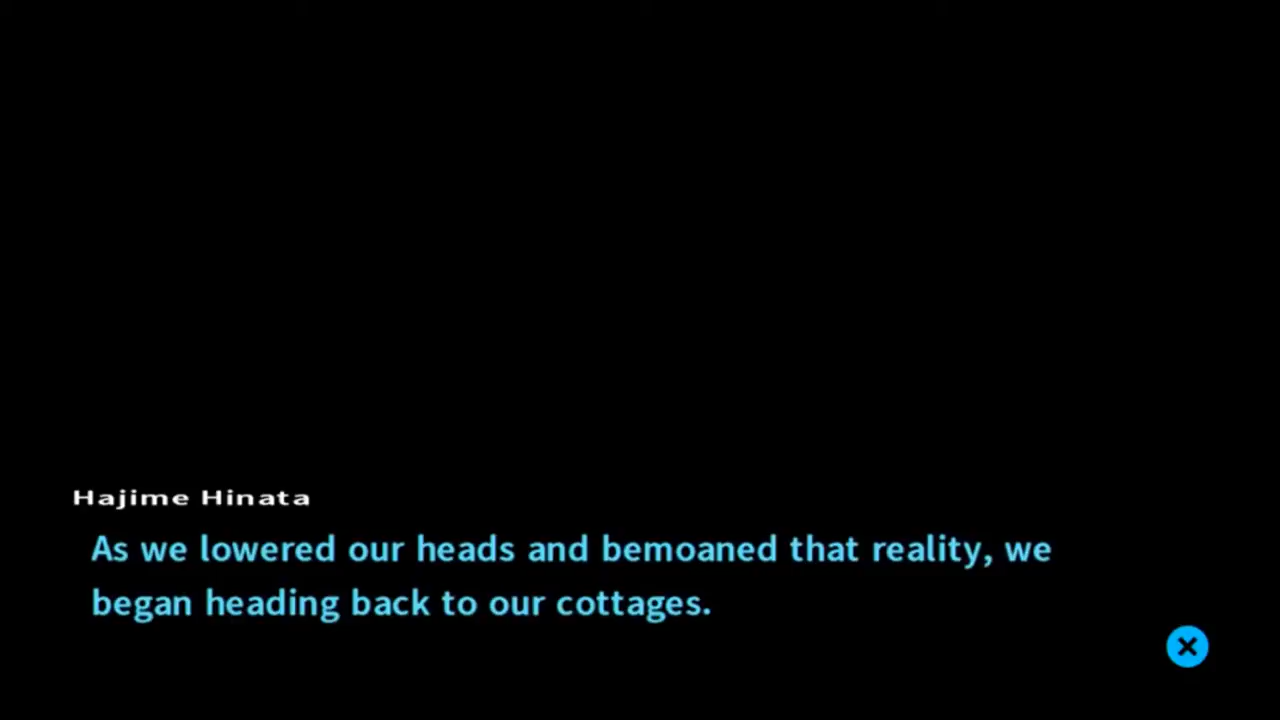 Hajime Hinata
As we lowered our heads and bemoaned that reality, we
began heading back to our cottages.